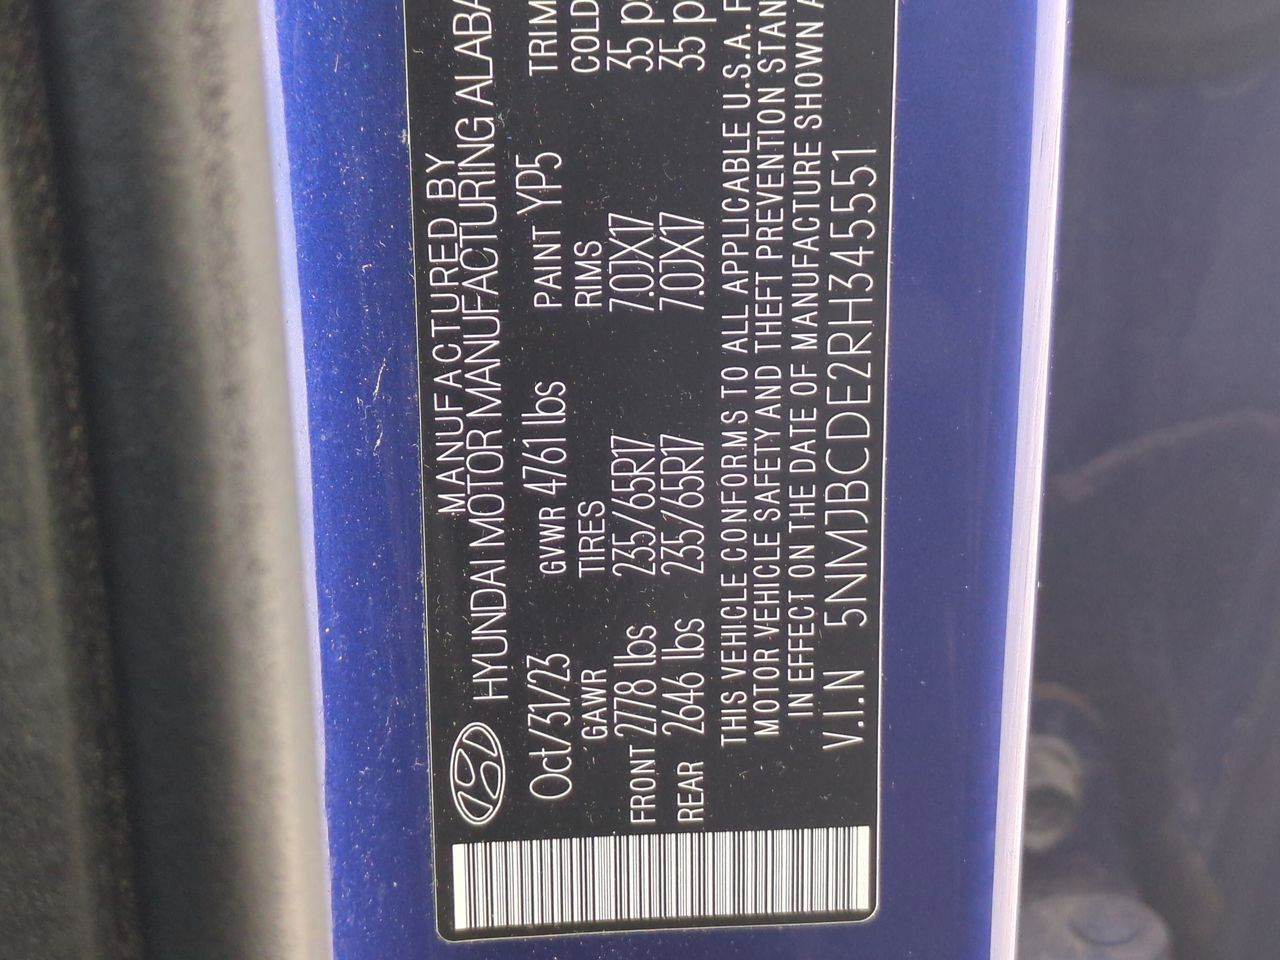 MANUFACTURED BY
HYUNDAI MOTOR MANUFACTURING ALABA
Oct/31/23 GVWR 4761 lbs PAINT YP5 TRIM
GAWR TIRES RIMS COLD
FRONT 2778 lbs 235/65R17 7.0JX17 35 p
REAR 2646 lbs 235/65R17 7.0JX17 35 p
THIS VEHICLE CONFORMS TO ALL APPLICABLE U.S.A. F
MOTOR VEHICLE SAFETY AND THEFT PREVENTION STAN
IN EFFECT ON THE DATE OF MANUFACTURE SHOWN A
V.I.N 5NMJBCDE2RH345551